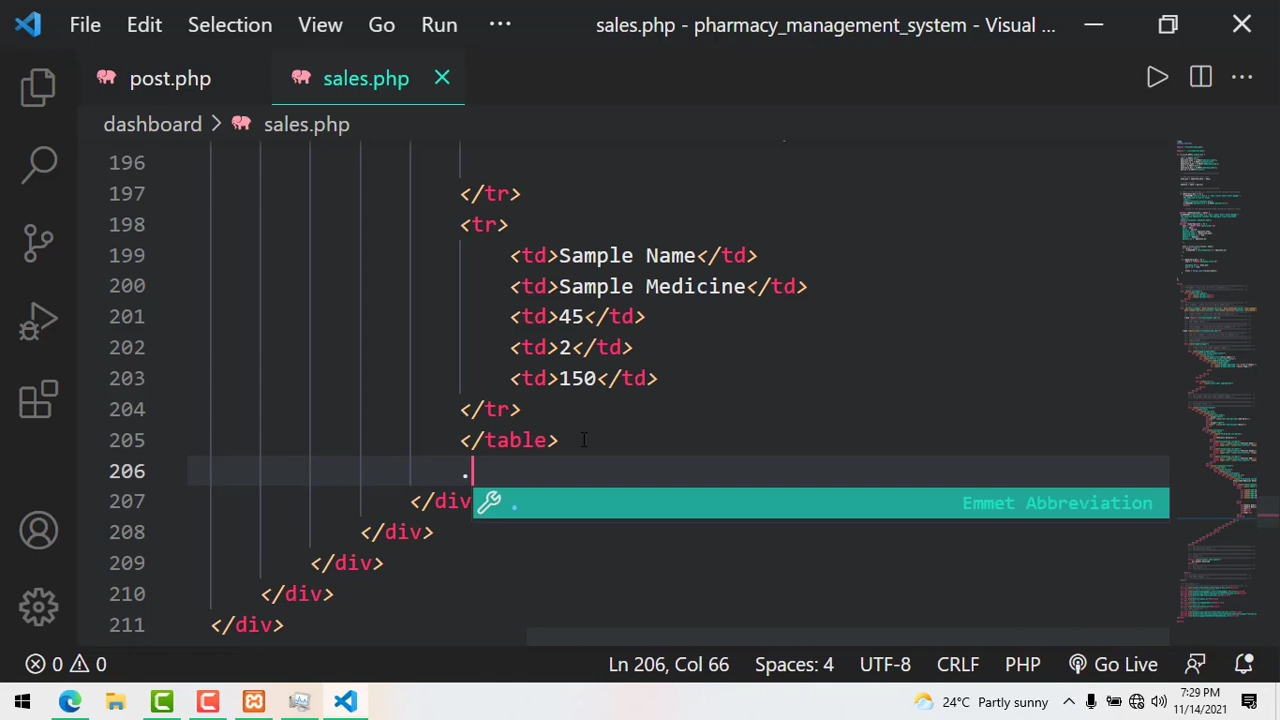 File Edit Selection View Go Run ··· sales.php - pharmacy_management_system - Visual ...
post.php sales.php
dashboard > sales.php
196
197 </tr>
198 <tr>
199 <td>Sample Name</td>
200 <td>Sample Medicine</td>
201 <td>45</td>
202 <td>2</td>
203 <td>150</td>
204 </tr>
205 </table>
206 .
207 </div
. Emmet Abbreviation
208 </div>
209 </div>
210 </div>
211 </div>
0 0 Ln 206, Col 66 Spaces: 4 UTF-8 CRLF PHP Go Live
24°C Partly sunny 7:29 PM
11/14/2021